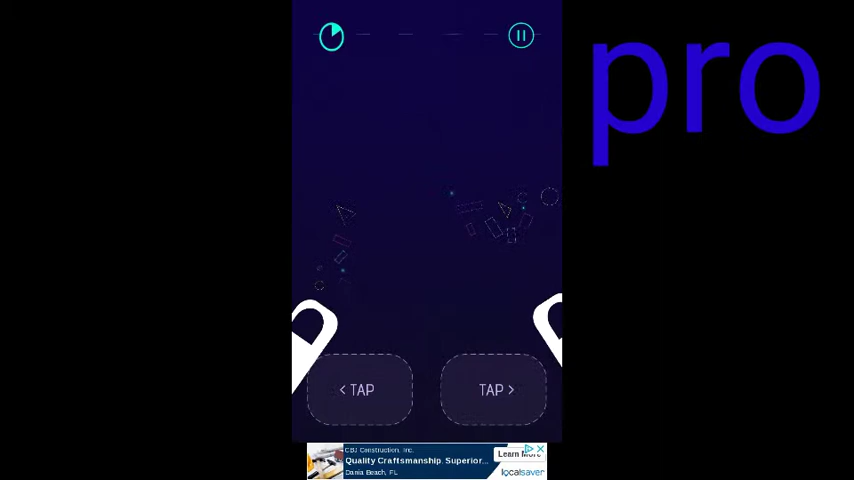 pro
< TAP
TAP >
CBJ Construction, Inc.
Quality Craftsmanship. Superior...
Dania Beach, FL
Learn More
localsaver